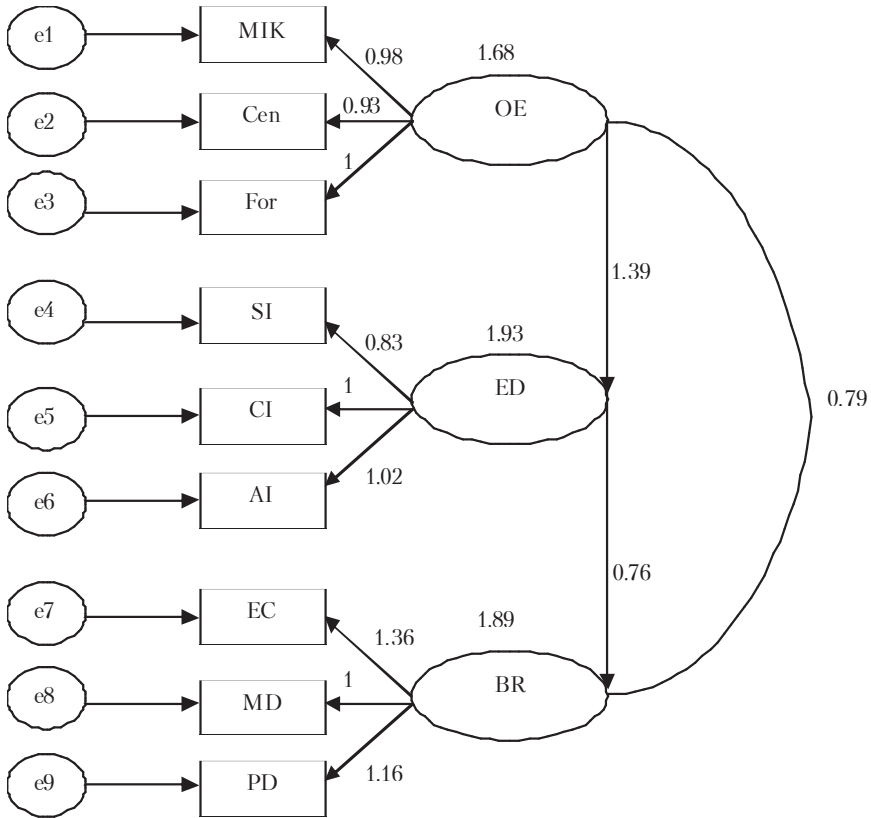 e1
MIK
0.98
1.68
OE
e2
Cen
0.93
e3
For
1
1.39
e4
SI
0.83
1.93
ED
e5
CI
1
0.79
e6
AI
1.02
0.76
e7
EC
1.36
1.89
BR
e8
MD
1
e9
PD
1.16